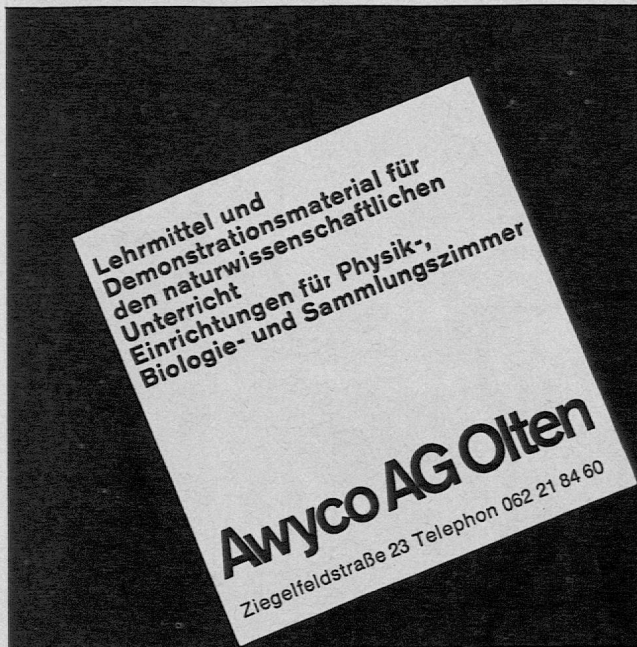 Lehrmittel und
Demonstrationsmaterial für
den naturwissenschaftlichen
Unterricht
Einrichtungen für Physik-,
Biologie- und Sammlungszimmer
Awyco AG Olten
Ziegelfeldstraße 23 Telephon 062 21 84 60